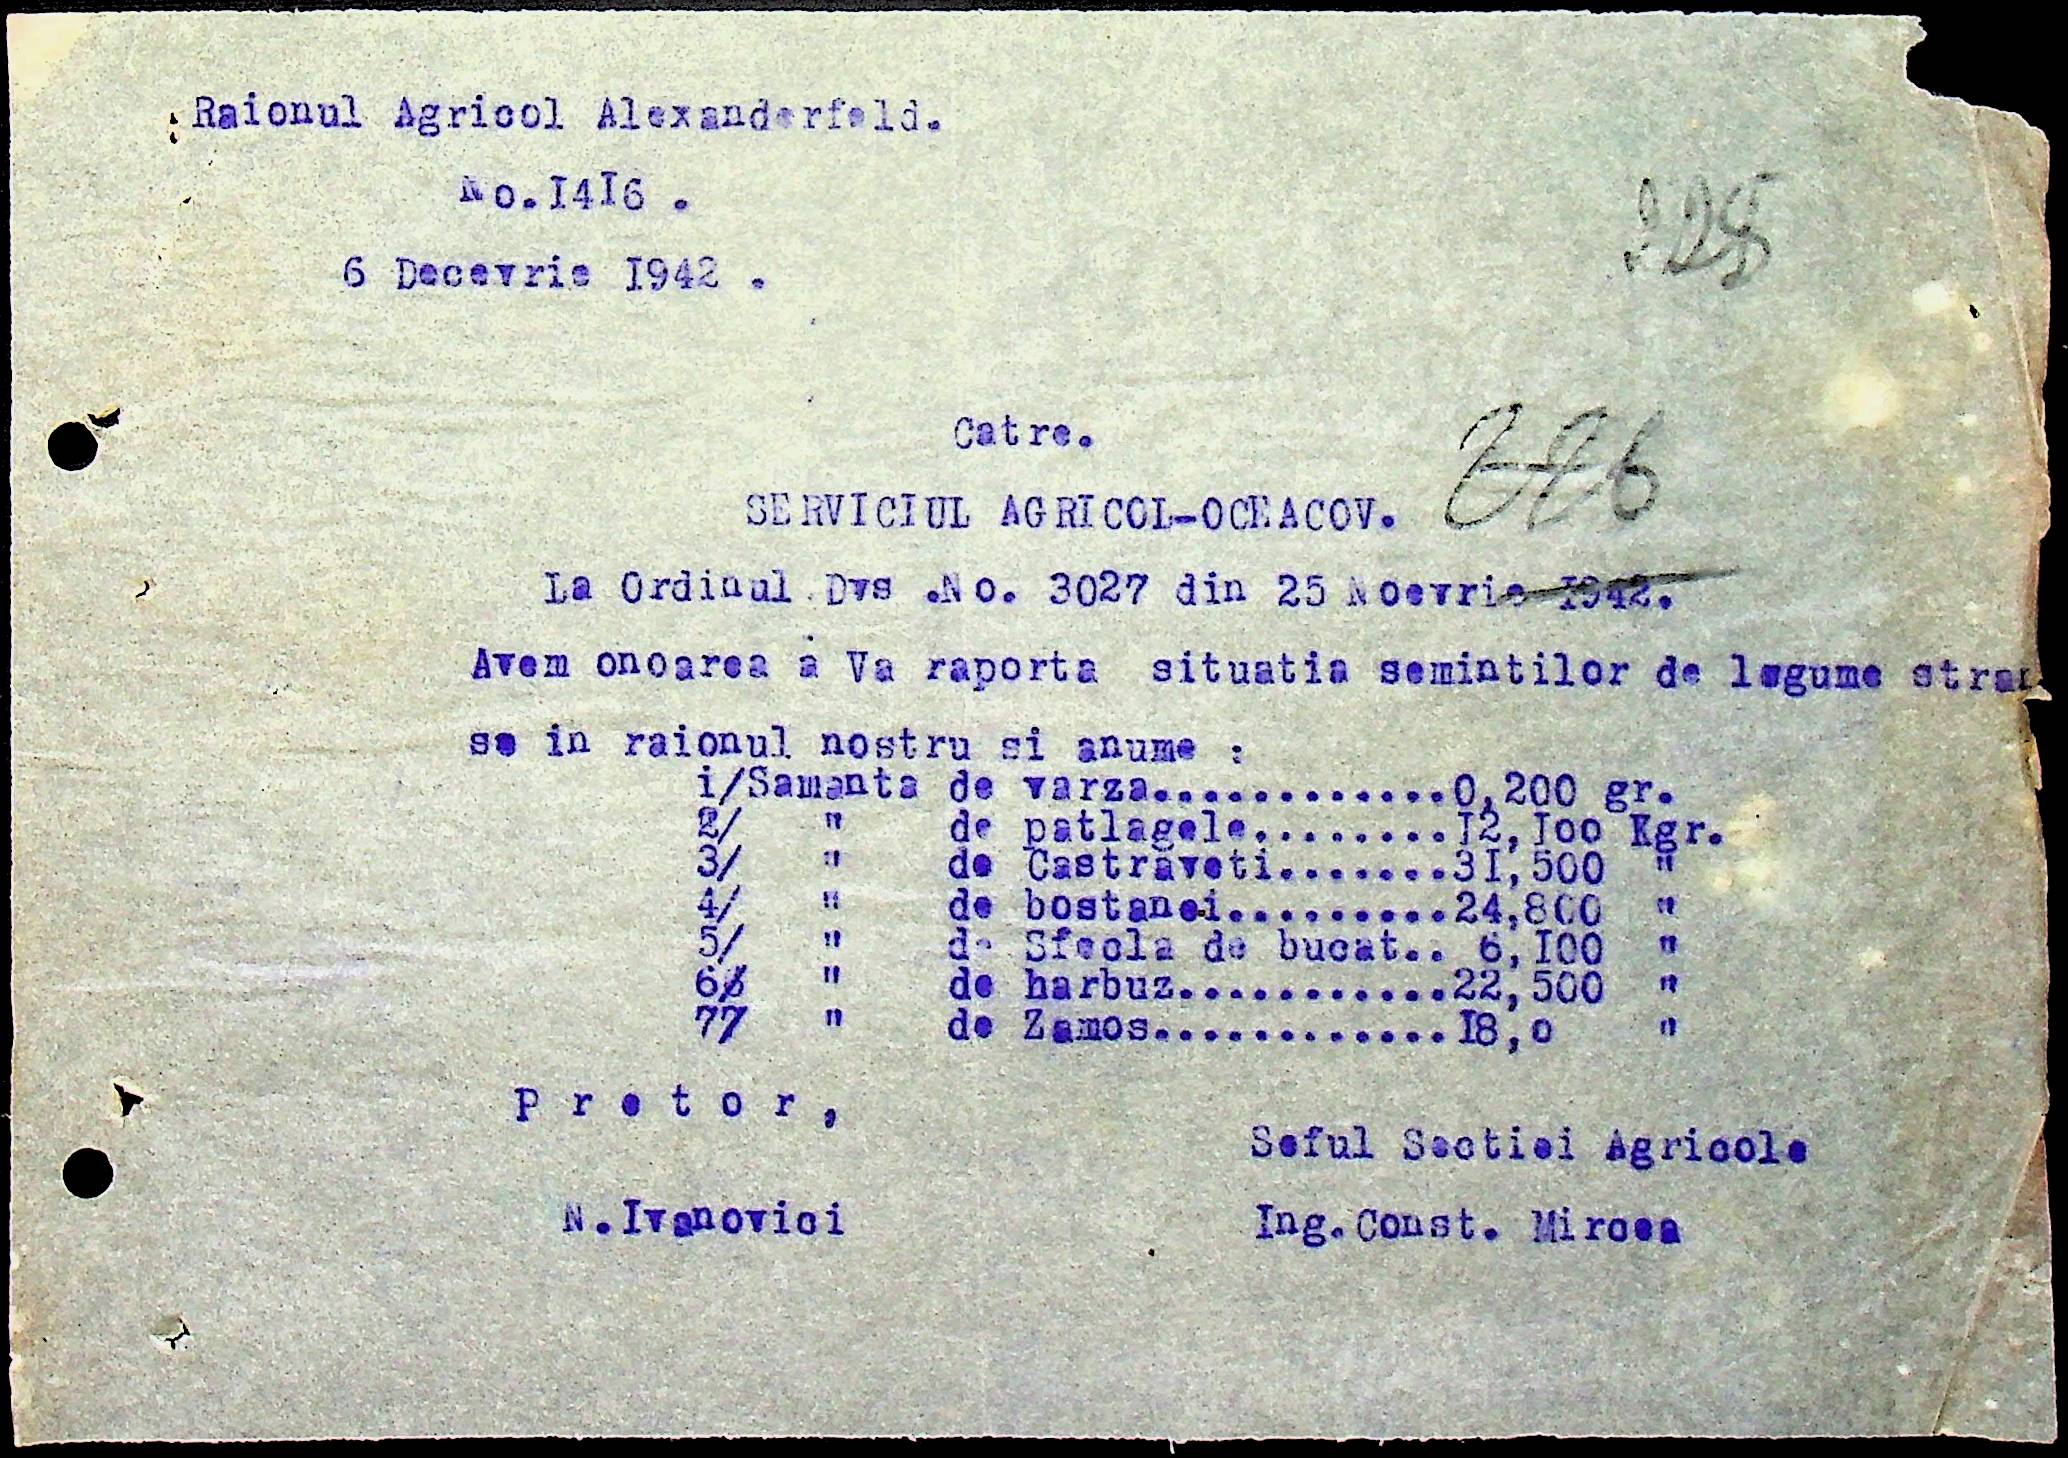 Raionul Agricol Alexanderfeld.
No.I4I6 .
6 Decevrie I942 .
Catre.
SERVICIUL AGRICOL-OCEACOV.
La Ordinul Dvs .No. 3027 din 25 Noevrie I942.
Avem onoarea a Va raporta situatia semintilor de legume stran
se in raionul nostru si anume :
i/Samanta de varza.............0,200 gr.
2/ " de patlagele........I2,Ioo Kgr.
3/ " de Castraveti.......3I,500 "
4/ " de bostanei.........24,800 "
5/ " de Sfecla de bucat.. 6,I00 "
6/ " de harbuz...........22,500 "
7/ " de Zamos............I8,o "
P r e t o r ,
Seful Sectiei Agricole
N.Ivanovici
Ing.Const. Mircea